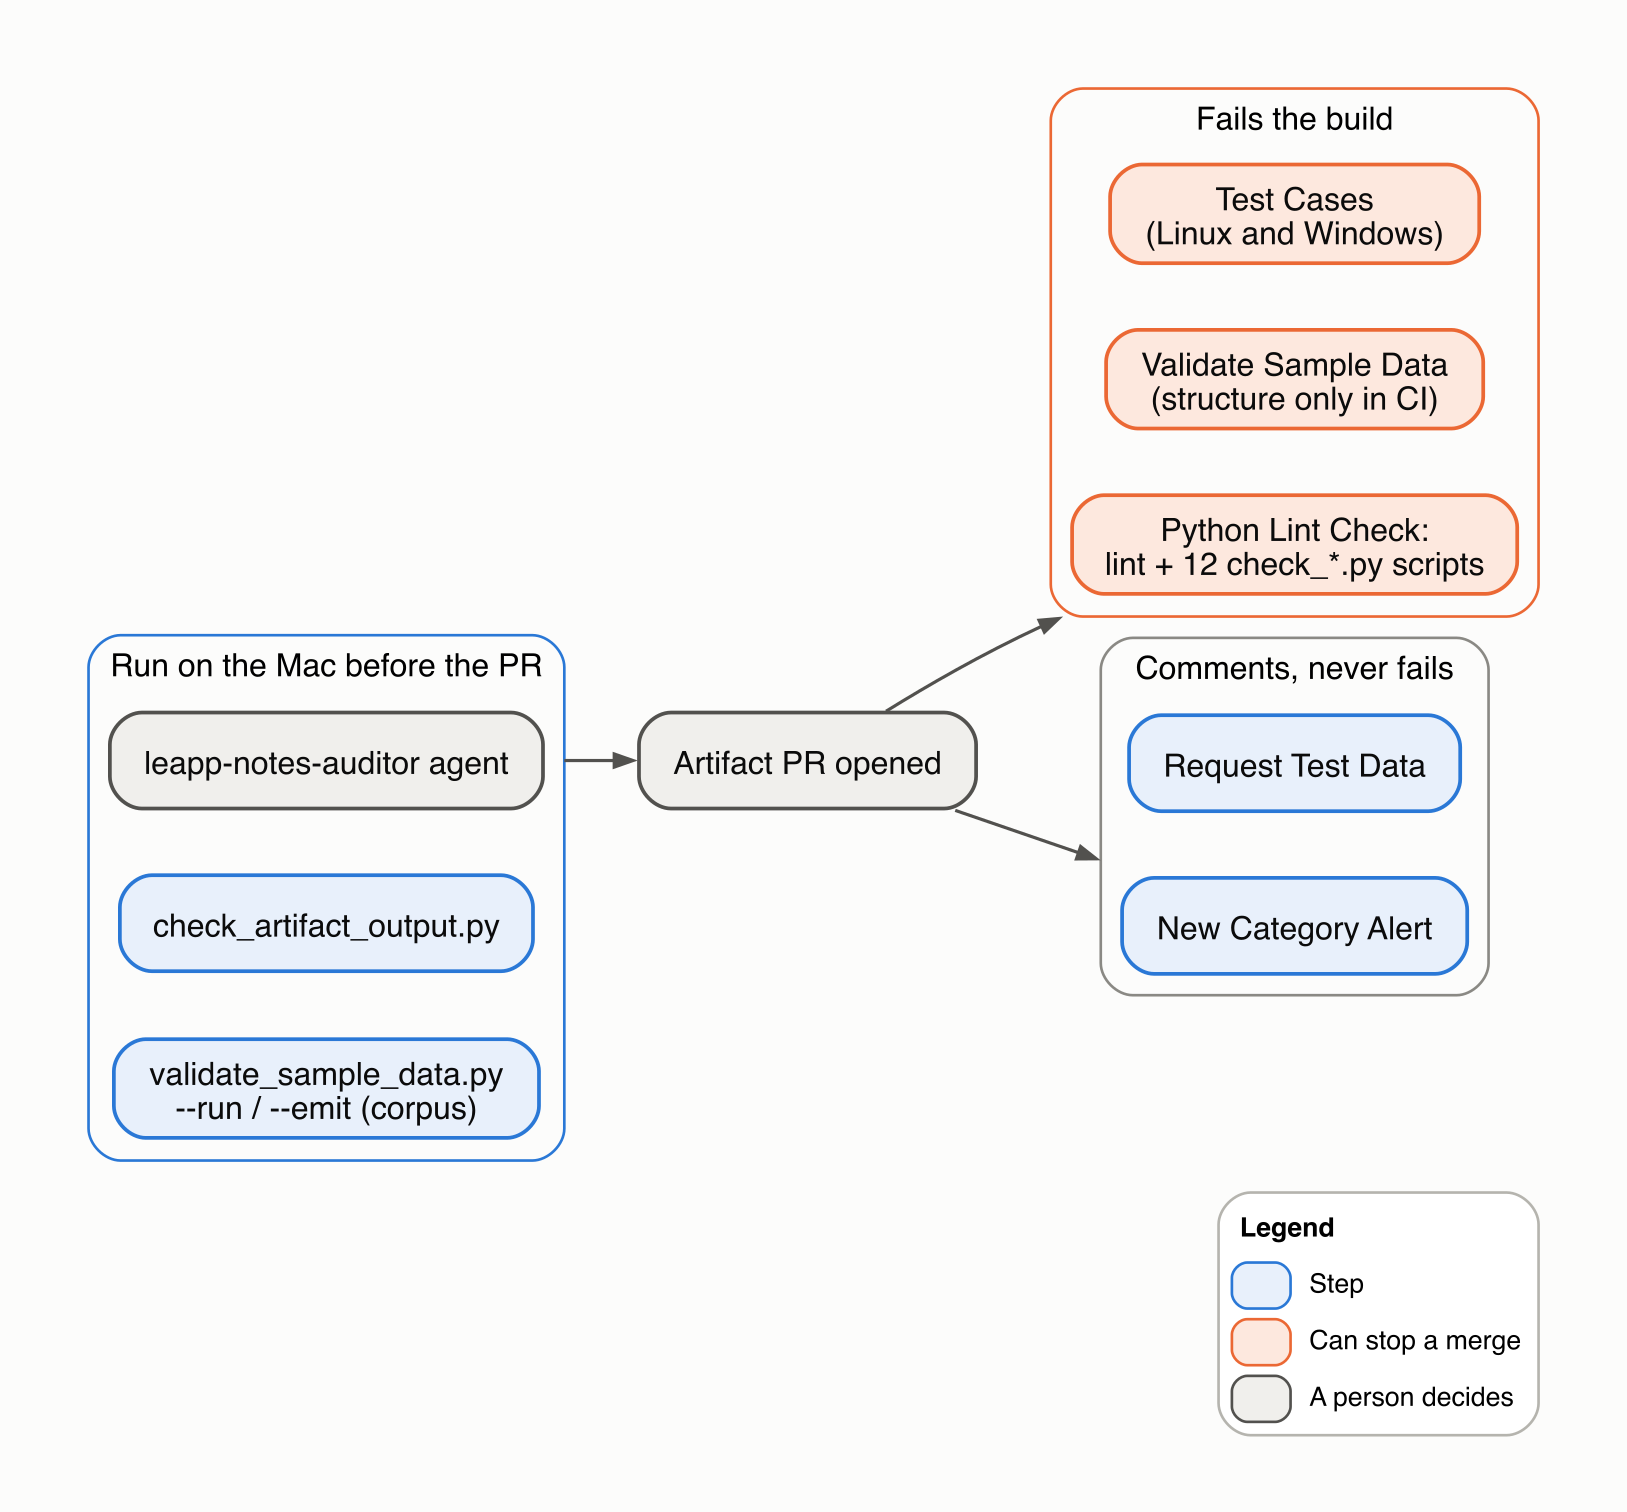 Fails the build
Test Cases
(Linux and Windows)
Validate Sample Data
(structure only in CI)
Python Lint Check:
lint + 12 check_*.py scripts
Run on the Mac before the PR
leapp-notes-auditor agent
check_artifact_output.py
validate_sample_data.py
--run / --emit (corpus)
Artifact PR opened
Comments, never fails
Request Test Data
New Category Alert
Legend
Step
Can stop a merge
A person decides